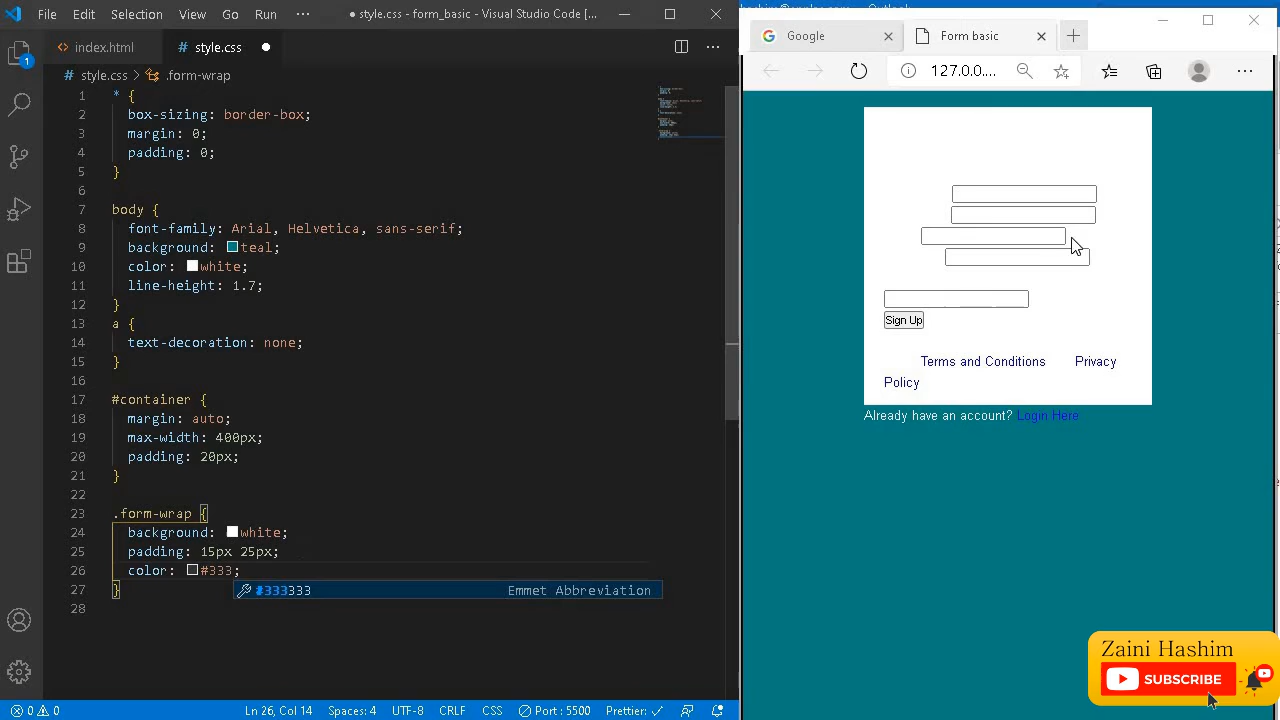 File Edit Selection View Go Run ··· ● style.css - form basic - Visual Studio ...
Google
Form basic
127.0.0....
index.html
style.css ●
# style.css > .form-wrap
1 * {
2 box-sizing: border-box;
3 margin: 0;
4 padding: 0;
5 }
6
7 body {
8 font-family: Arial, Helvetica, sans-serif;
9 background: teal;
10 color: white;
11 line-height: 1.7;
12 }
13 a {
14 text-decoration: none;
15 }
16
17 #container {
18 margin: auto;
19 max-width: 400px;
20 padding: 20px;
21 }
22
23 .form-wrap {
24 background: white;
25 padding: 15px 25px;
26 color: #333;
27 }
28
#333333 Emmet Abbreviation
1
Sign Up
Terms and Conditions Privacy
Policy
Already have an account? Login Here
Zaini Hashim
SUBSCRIBE
0 0 Ln 26, Col 14 Spaces: 4 UTF-8 CRLF CSS Port : 5500 Prettier: ✓